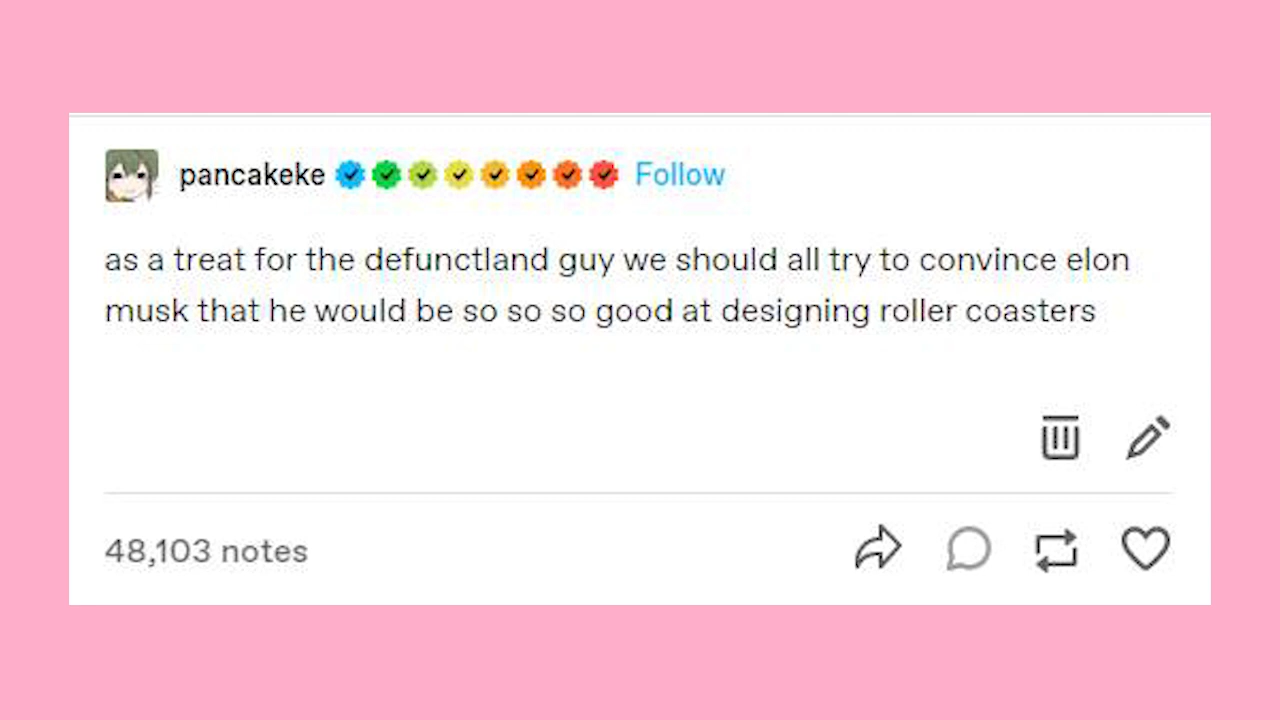 pancakeke Follow
as a treat for the defunctland guy we should all try to convince elon
musk that he would be so so so good at designing roller coasters
48,103 notes